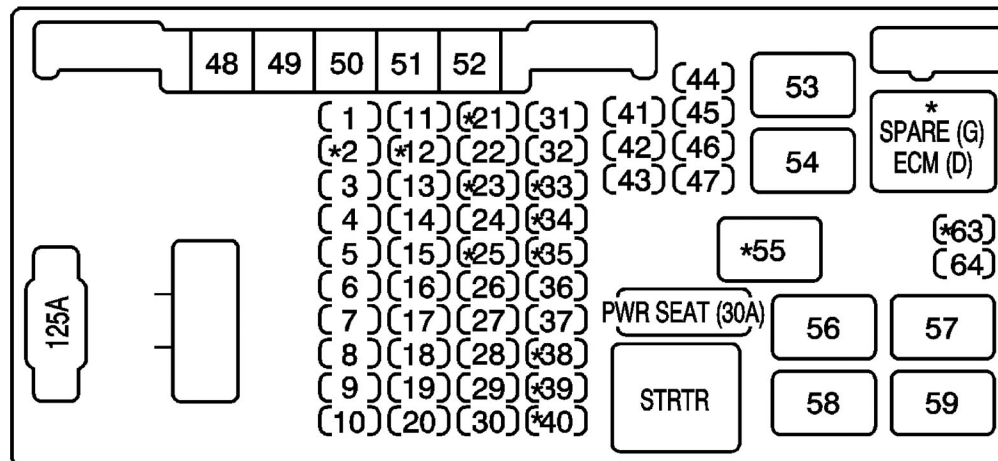 48 49 50 51 52
44
53
*
SPARE (G)
ECM (D)
1 11 *21 31
41 45
*2 *12 22 32
42 46
54
3 13 *23 *33
43 47
4 14 24 *34
5 15 *25 *35
*55
*63
64
6 16 26 36
125A
7 17 27 37
PWR SEAT (30A)
56 57
8 18 28 *38
9 19 29 *39
STRTR
58 59
10 20 30 *40